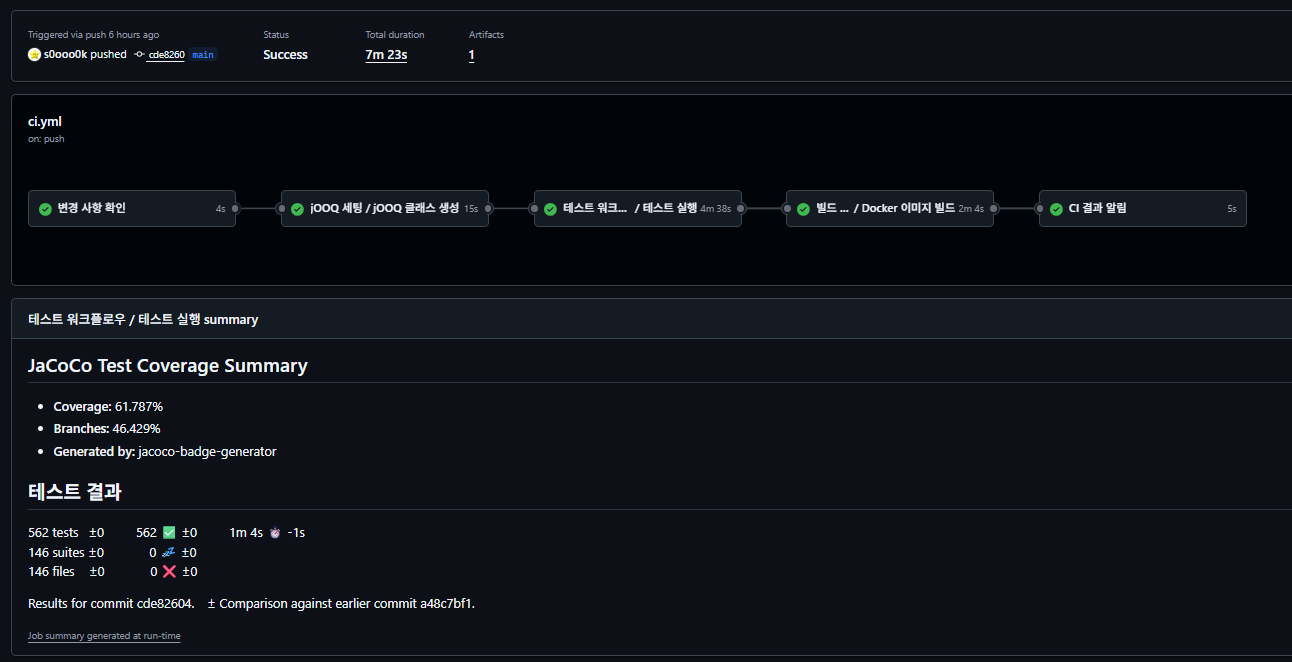 Triggered via push 6 hours ago
s0ooo0k pushed cde8260 main
Status
Success
Total duration
7m 23s
Artifacts
1
ci.yml
on: push
변경 사항 확인 4s
jOOQ 세팅 / jOOQ 클래스 생성 15s
테스트 워크... / 테스트 실행 4m 38s
빌드 ... / Docker 이미지 빌드 2m 4s
CI 결과 알림 5s
테스트 워크플로우 / 테스트 실행 summary
JaCoCo Test Coverage Summary
Coverage: 61.787%
Branches: 46.429%
Generated by: jacoco-badge-generator
테스트 결과
562 tests ±0 562 ✅ ±0 1m 4s ⏱️ -1s
146 suites ±0 0 💤 ±0
146 files ±0 0 ❌ ±0
Results for commit cde82604. ± Comparison against earlier commit a48c7bf1.
Job summary generated at run-time